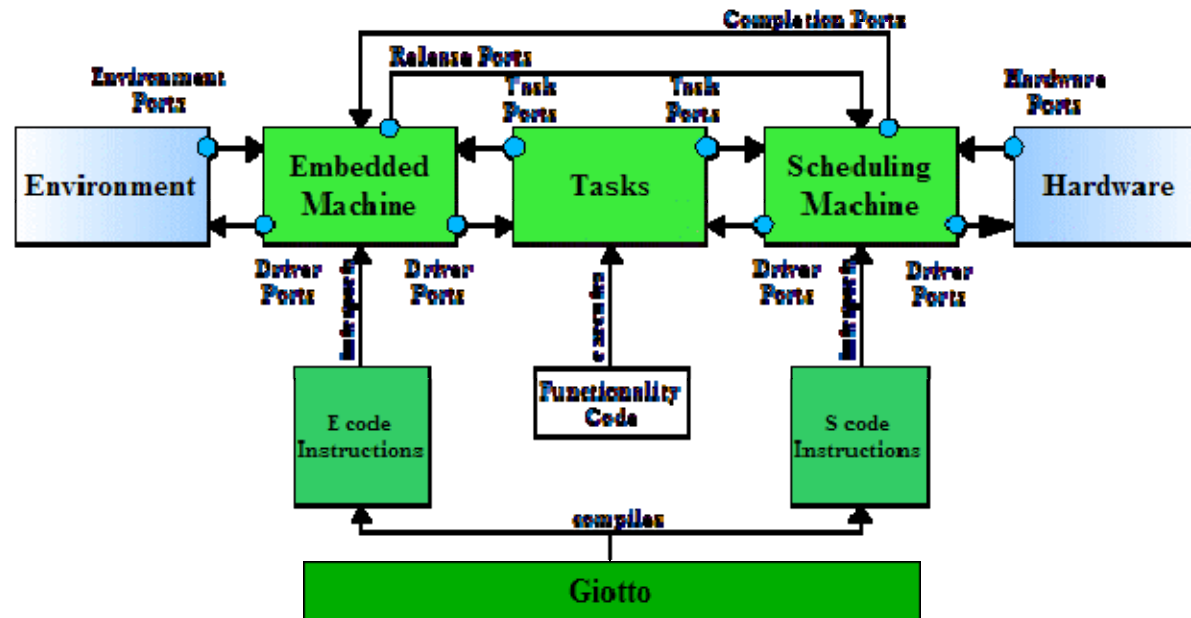 Completion Ports
Release Ports
Environment
Ports
Task
Ports
Task
Ports
Hardware
Ports
Environment
Embedded
Machine
Tasks
Scheduling
Machine
Hardware
Driver
Ports
Driver
Ports
Driver
Ports
Driver
Ports
E code
Instructions
Functionality
Code
S code
Instructions
compiles
Giotto